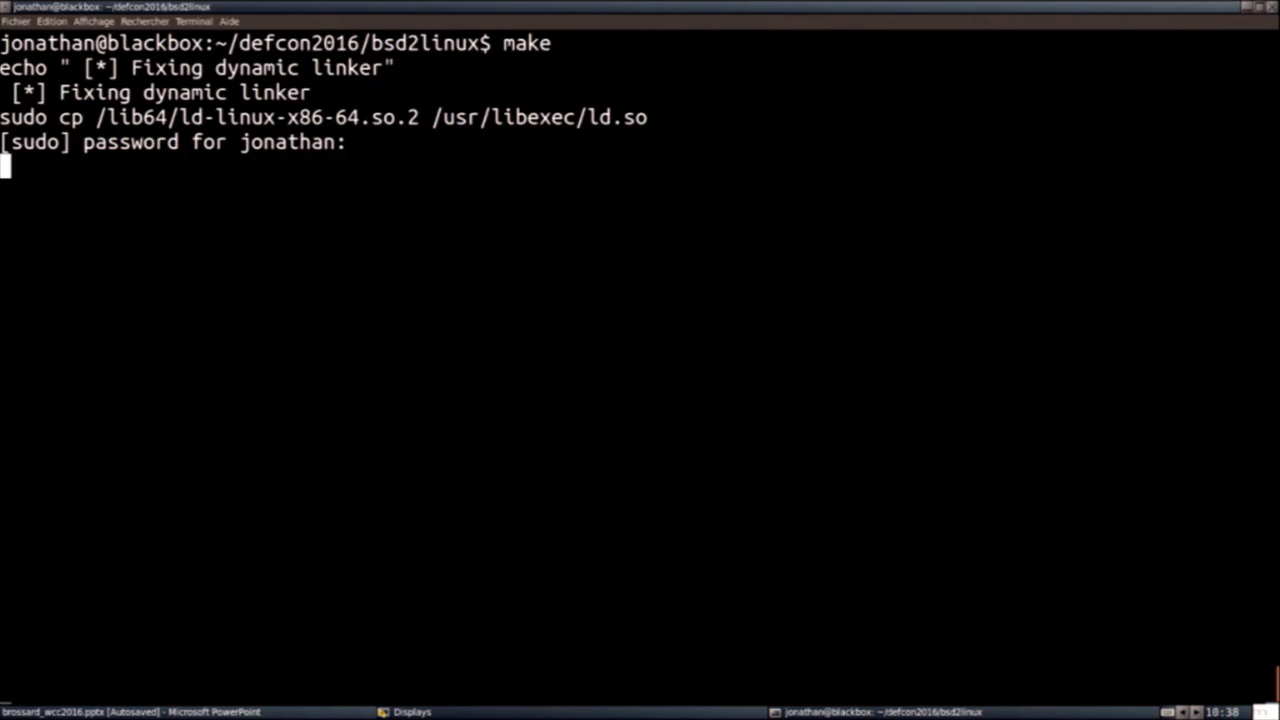 jonathan@blackbox: ~/defcon2016/bsd2linux
Fichier Édition Affichage Rechercher Terminal Aide
jonathan@blackbox:~/defcon2016/bsd2linux$ make
echo " [*] Fixing dynamic linker"
 [*] Fixing dynamic linker
sudo cp /lib64/ld-linux-x86-64.so.2 /usr/libexec/ld.so
[sudo] password for jonathan:
brossard_wcc2016.pptx [Autosaved] - Microsoft PowerPoint Displays jonathan@blackbox: ~/defcon2016/bsd2linux 10:38